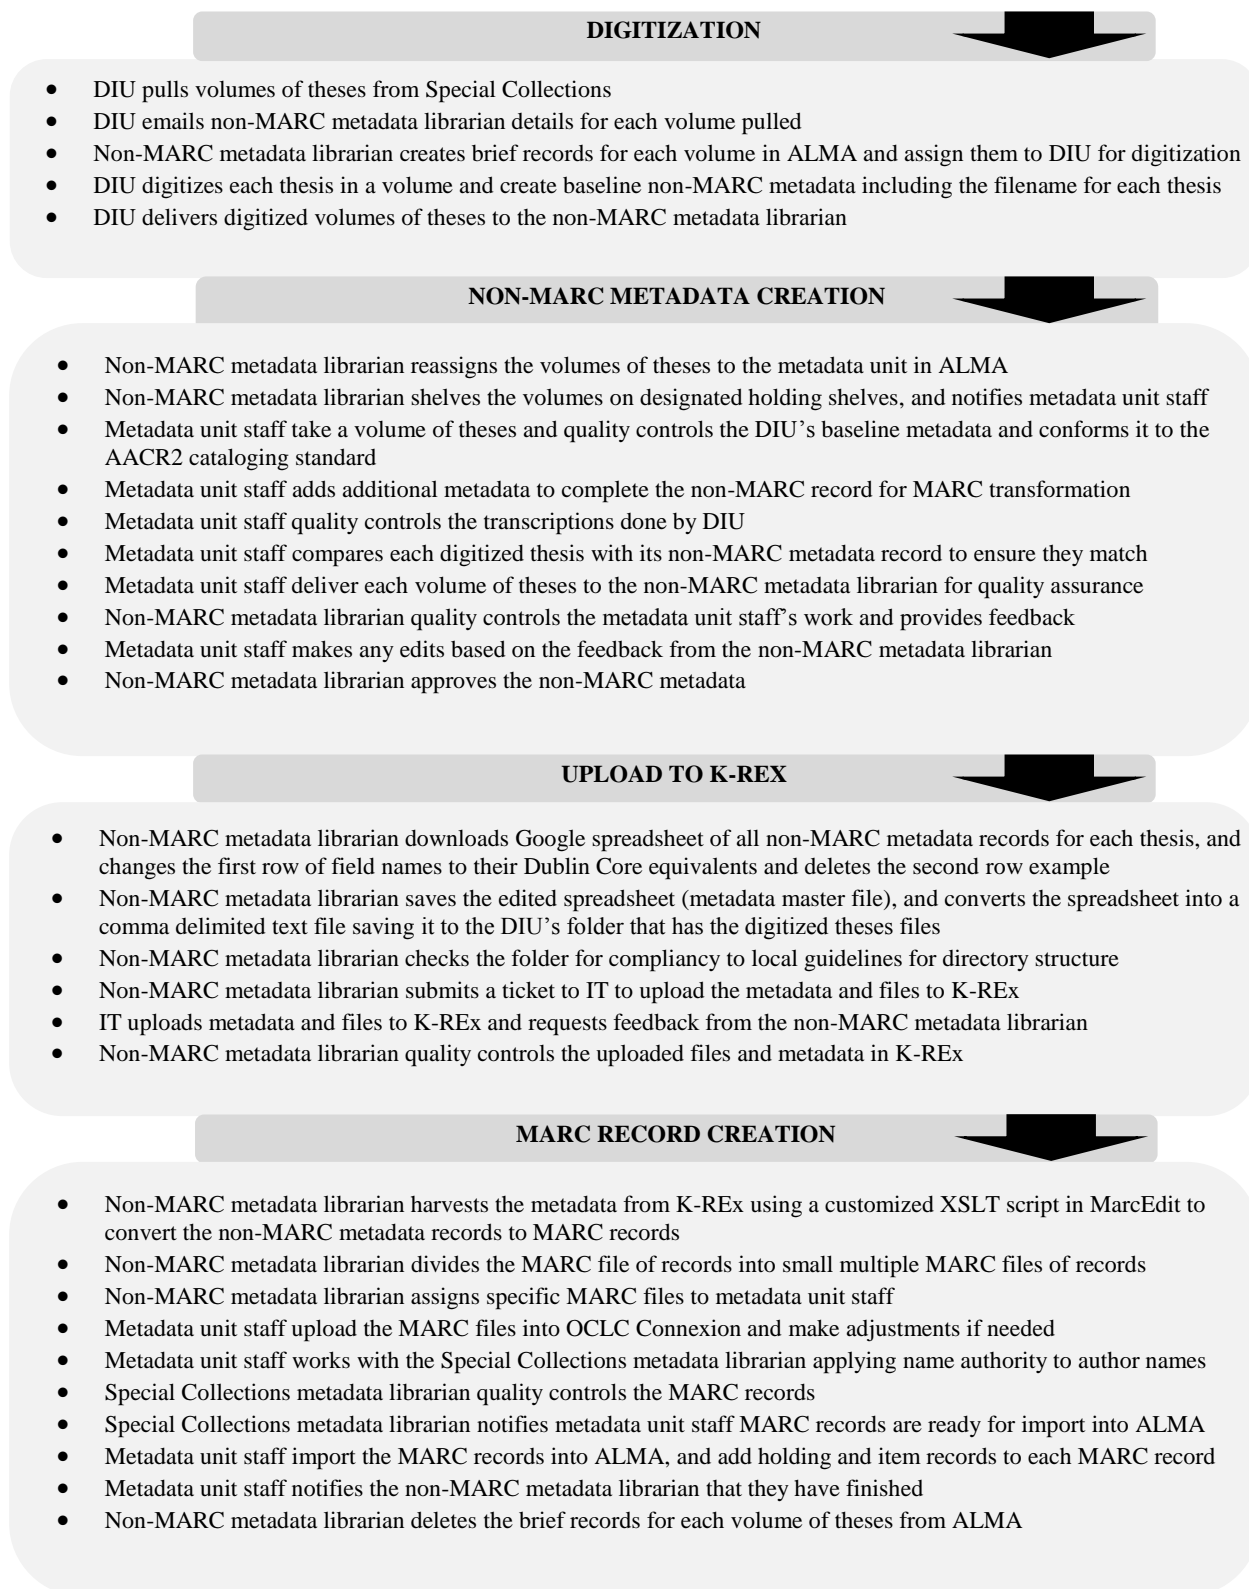 DIGITIZATION
• DIU pulls volumes of theses from Special Collections
• DIU emails non-MARC metadata librarian details for each volume pulled
• Non-MARC metadata librarian creates brief records for each volume in ALMA and assign them to DIU for digitization
• DIU digitizes each thesis in a volume and create baseline non-MARC metadata including the filename for each thesis
• DIU delivers digitized volumes of theses to the non-MARC metadata librarian
NON-MARC METADATA CREATION
• Non-MARC metadata librarian reassigns the volumes of theses to the metadata unit in ALMA
• Non-MARC metadata librarian shelves the volumes on designated holding shelves, and notifies metadata unit staff
• Metadata unit staff take a volume of theses and quality controls the DIU's baseline metadata and conforms it to the
AACR2 cataloging standard
• Metadata unit staff adds additional metadata to complete the non-MARC record for MARC transformation
• Metadata unit staff quality controls the transcriptions done by DIU
• Metadata unit staff compares each digitized thesis with its non-MARC metadata record to ensure they match
• Metadata unit staff deliver each volume of theses to the non-MARC metadata librarian for quality assurance
• Non-MARC metadata librarian quality controls the metadata unit staff's work and provides feedback
• Metadata unit staff makes any edits based on the feedback from the non-MARC metadata librarian
• Non-MARC metadata librarian approves the non-MARC metadata
UPLOAD TO K-REX
• Non-MARC metadata librarian downloads Google spreadsheet of all non-MARC metadata records for each thesis, and
changes the first row of field names to their Dublin Core equivalents and deletes the second row example
• Non-MARC metadata librarian saves the edited spreadsheet (metadata master file), and converts the spreadsheet into a
comma delimited text file saving it to the DIU's folder that has the digitized theses files
• Non-MARC metadata librarian checks the folder for compliancy to local guidelines for directory structure
• Non-MARC metadata librarian submits a ticket to IT to upload the metadata and files to K-REx
• IT uploads metadata and files to K-REx and requests feedback from the non-MARC metadata librarian
• Non-MARC metadata librarian quality controls the uploaded files and metadata in K-REx
MARC RECORD CREATION
• Non-MARC metadata librarian harvests the metadata from K-REx using a customized XSLT script in MarcEdit to
convert the non-MARC metadata records to MARC records
• Non-MARC metadata librarian divides the MARC file of records into small multiple MARC files of records
• Non-MARC metadata librarian assigns specific MARC files to metadata unit staff
• Metadata unit staff upload the MARC files into OCLC Connexion and make adjustments if needed
• Metadata unit staff works with the Special Collections metadata librarian applying name authority to author names
• Special Collections metadata librarian quality controls the MARC records
• Special Collections metadata librarian notifies metadata unit staff MARC records are ready for import into ALMA
• Metadata unit staff import the MARC records into ALMA, and add holding and item records to each MARC record
• Metadata unit staff notifies the non-MARC metadata librarian that they have finished
• Non-MARC metadata librarian deletes the brief records for each volume of theses from ALMA